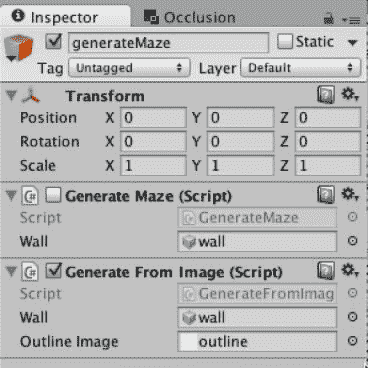 Inspector Occlusion
generateMaze Static
Tag Untagged Layer Default
Transform
Position X 0 Y 0 Z 0
Rotation X 0 Y 0 Z 0
Scale X 1 Y 1 Z 1
C# Generate Maze (Script)
Script GenerateMaze
Wall wall
C# Generate From Image (Script)
Script GenerateFromImag
Wall wall
Outline Image outline